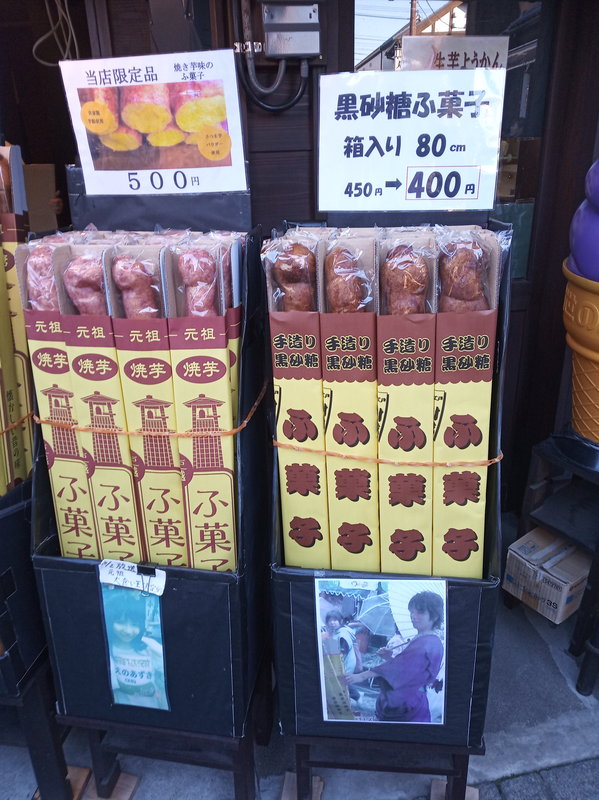 当店限定品
焼き芋味の
ふ菓子
500円
生芋ようかん
黒砂糖ふ菓子
箱入り 80cm
450円→400円
元祖
焼芋
ふ菓子
元祖
焼芋
ふ菓子
元祖
焼芋
ふ菓子
元祖
焼芋
ふ菓子
手造り
黒砂糖
ふ菓子
手造り
黒砂糖
ふ菓子
手造り
黒砂糖
ふ菓子
手造り
黒砂糖
ふ菓子